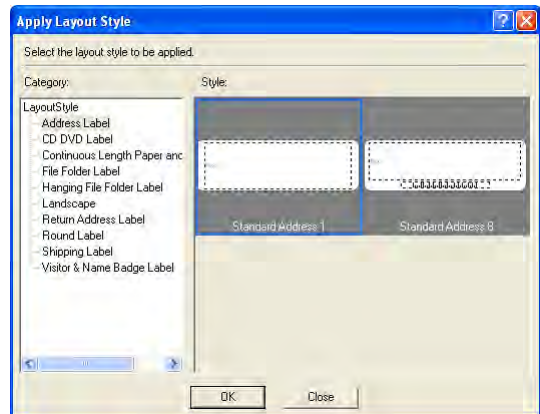 Apply Layout Style
Select the layout style to be applied.
Category:
Style:
LayoutStyle
Address Label
CD DVD Label
Continuous Length Paper anc
File Folder Label
Hanging File Folder Label
Landscape
Return Address Label
Round Label
Shipping Label
Visitor & Name Badge Label
Standard Address 1
Standard Address 8
OK
Close